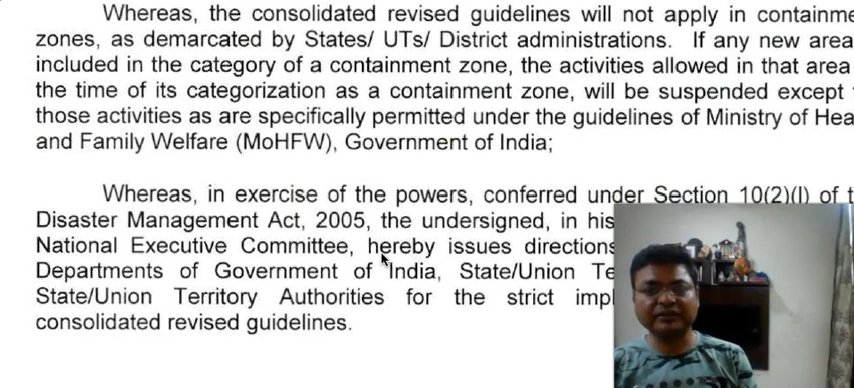 Whereas, the consolidated revised guidelines will not apply in
zones, as demarcated by States/ UTs/ District administrations. If any new area
included in the category of a containment zone, the activities allowed in that area
the time of its categorization as a containment zone, will be suspended except
those activities as are specifically permitted under the guidelines of Ministry of
and Family Welfare (MoHFW), Government of India;
Whereas, in exercise of the powers, conferred under Section 10(2)(l) of
Disaster Management Act, 2005, the undersigned, in his
National Executive Committee, hereby issues directions
Departments of Government of India, State/Union
State/Union Territory Authorities for the strict
consolidated revised guidelines.